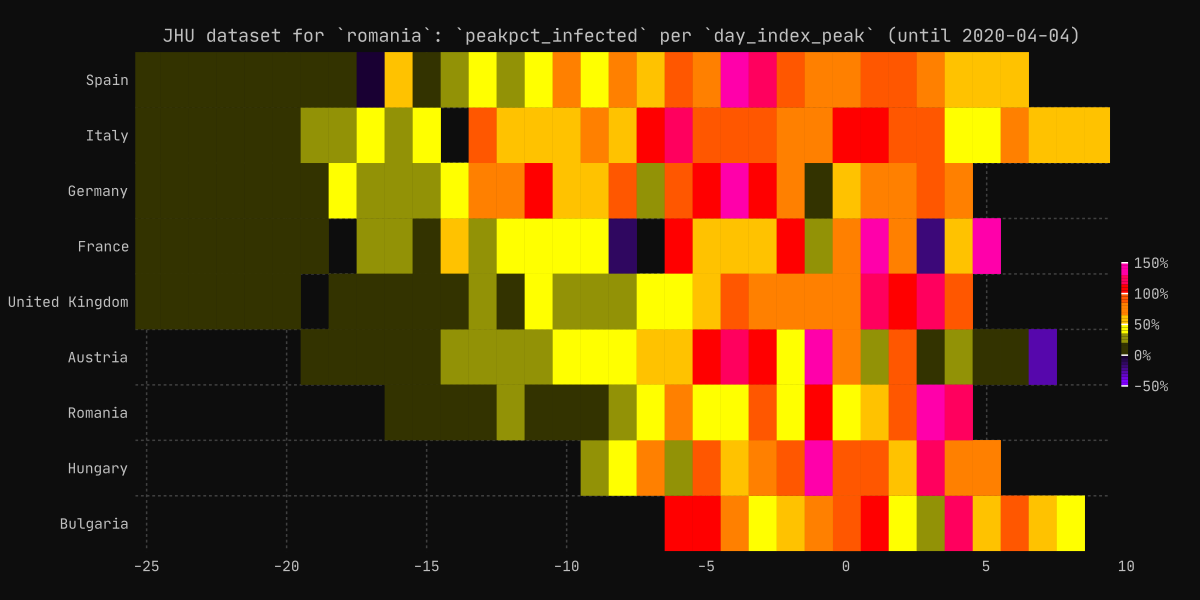 JHU dataset for `romania`: `peakpct_infected` per `day_index_peak` (until 2020-04-04)
Spain
Italy
Germany
France
United Kingdom
Austria
Romania
Hungary
Bulgaria
150%
100%
50%
0%
-50%
-25 -20 -15 -10 -5 0 5 10